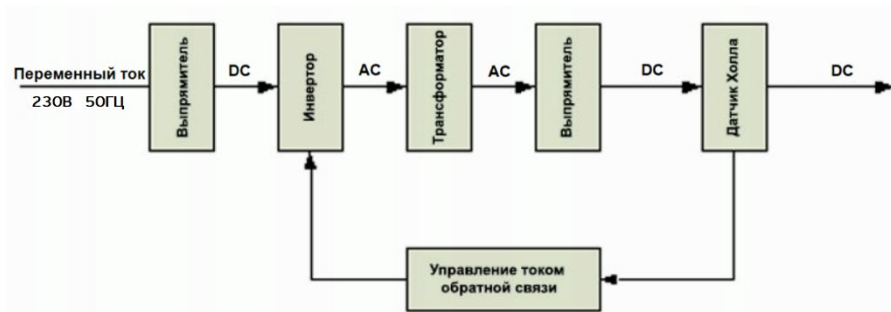 Переменный ток
230В 50ГЦ
Выпрямитель
DC
Инвертор
AC
Трансформатор
AC
Выпрямитель
DC
Датчик Холла
DC
Управление током
обратной связи